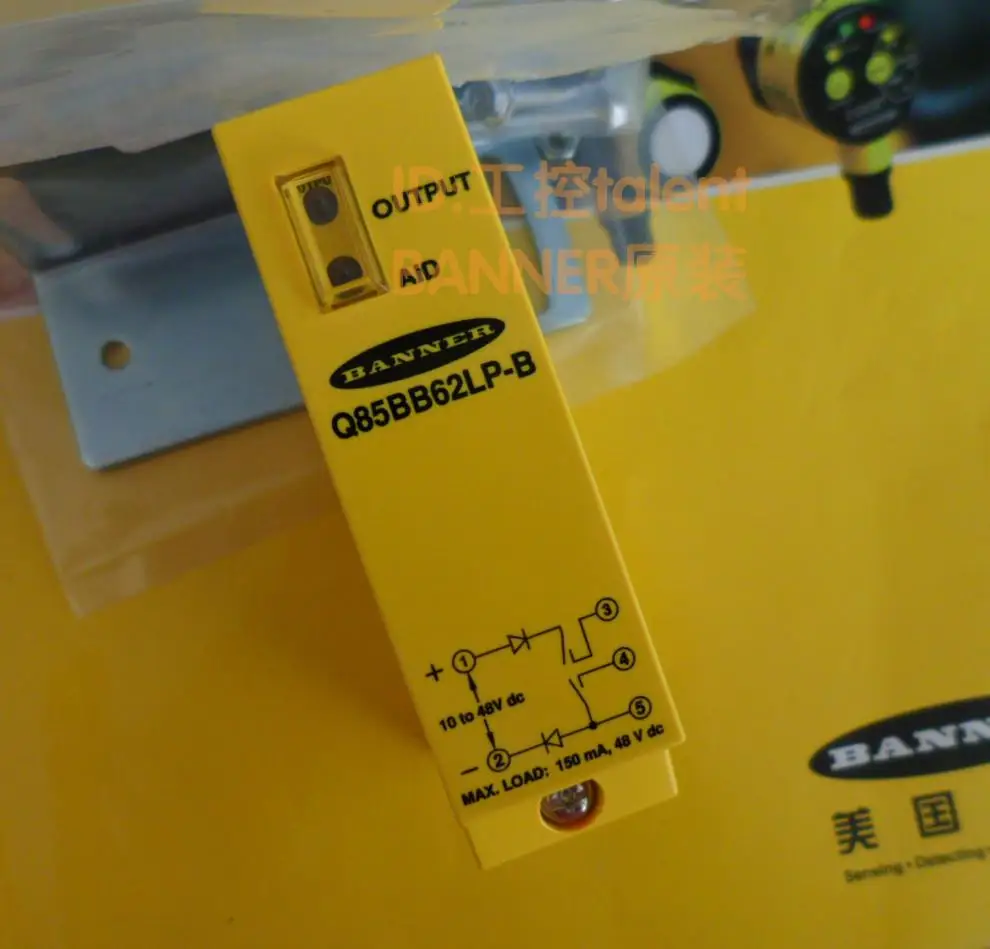 OUTPUT
AID
BANNER
Q85BB62LP-B
ID:工控talent
BANNER原装
3
+ 1
4
10 to 48V dc
5
- 2
MAX. LOAD: 150 mA, 48 V dc
BANN
美 国
Sensing • Detecting •